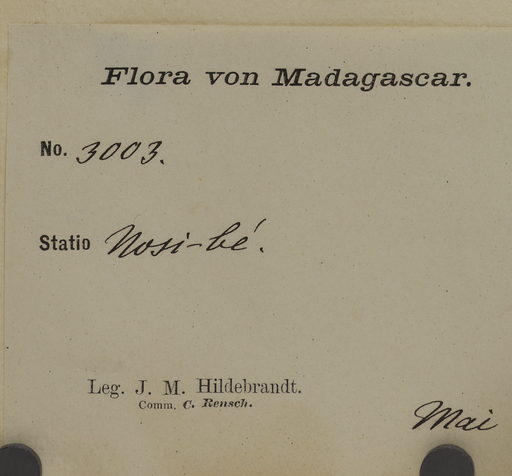 Flora von Madagascar.
No. 3003.
Statio Nosi-bé.
Leg. J. M. Hildebrandt.
Comm. C. Rensch.
Mai